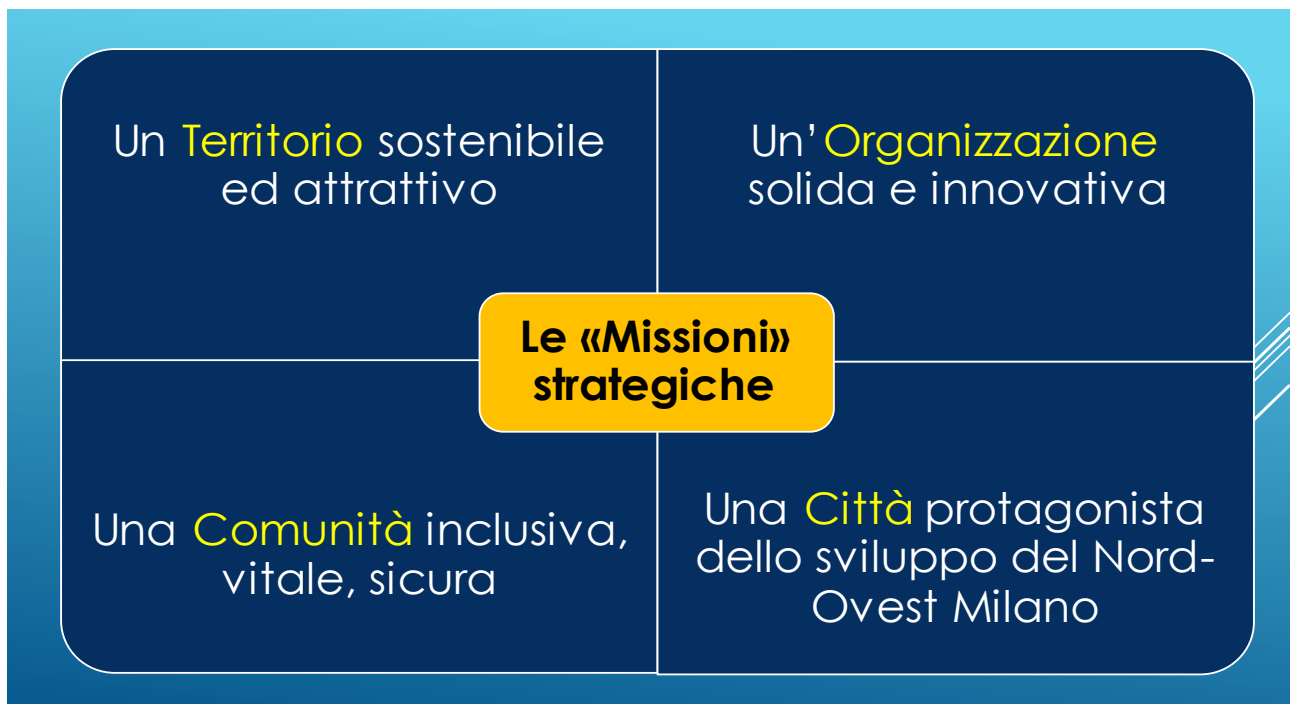 Un Territorio sostenibile
ed attrattivo
Un'Organizzazione
solida e innovativa
Le «Missioni»
strategiche
Una Comunità inclusiva,
vitale, sicura
Una Città protagonista
dello sviluppo del Nord-
Ovest Milano